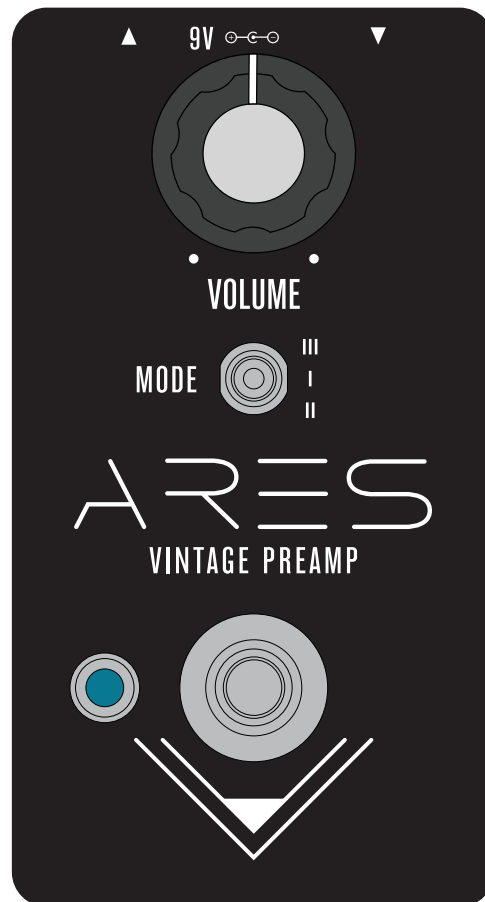 9V
VOLUME
III
MODE I
II
ARES
VINTAGE PREAMP